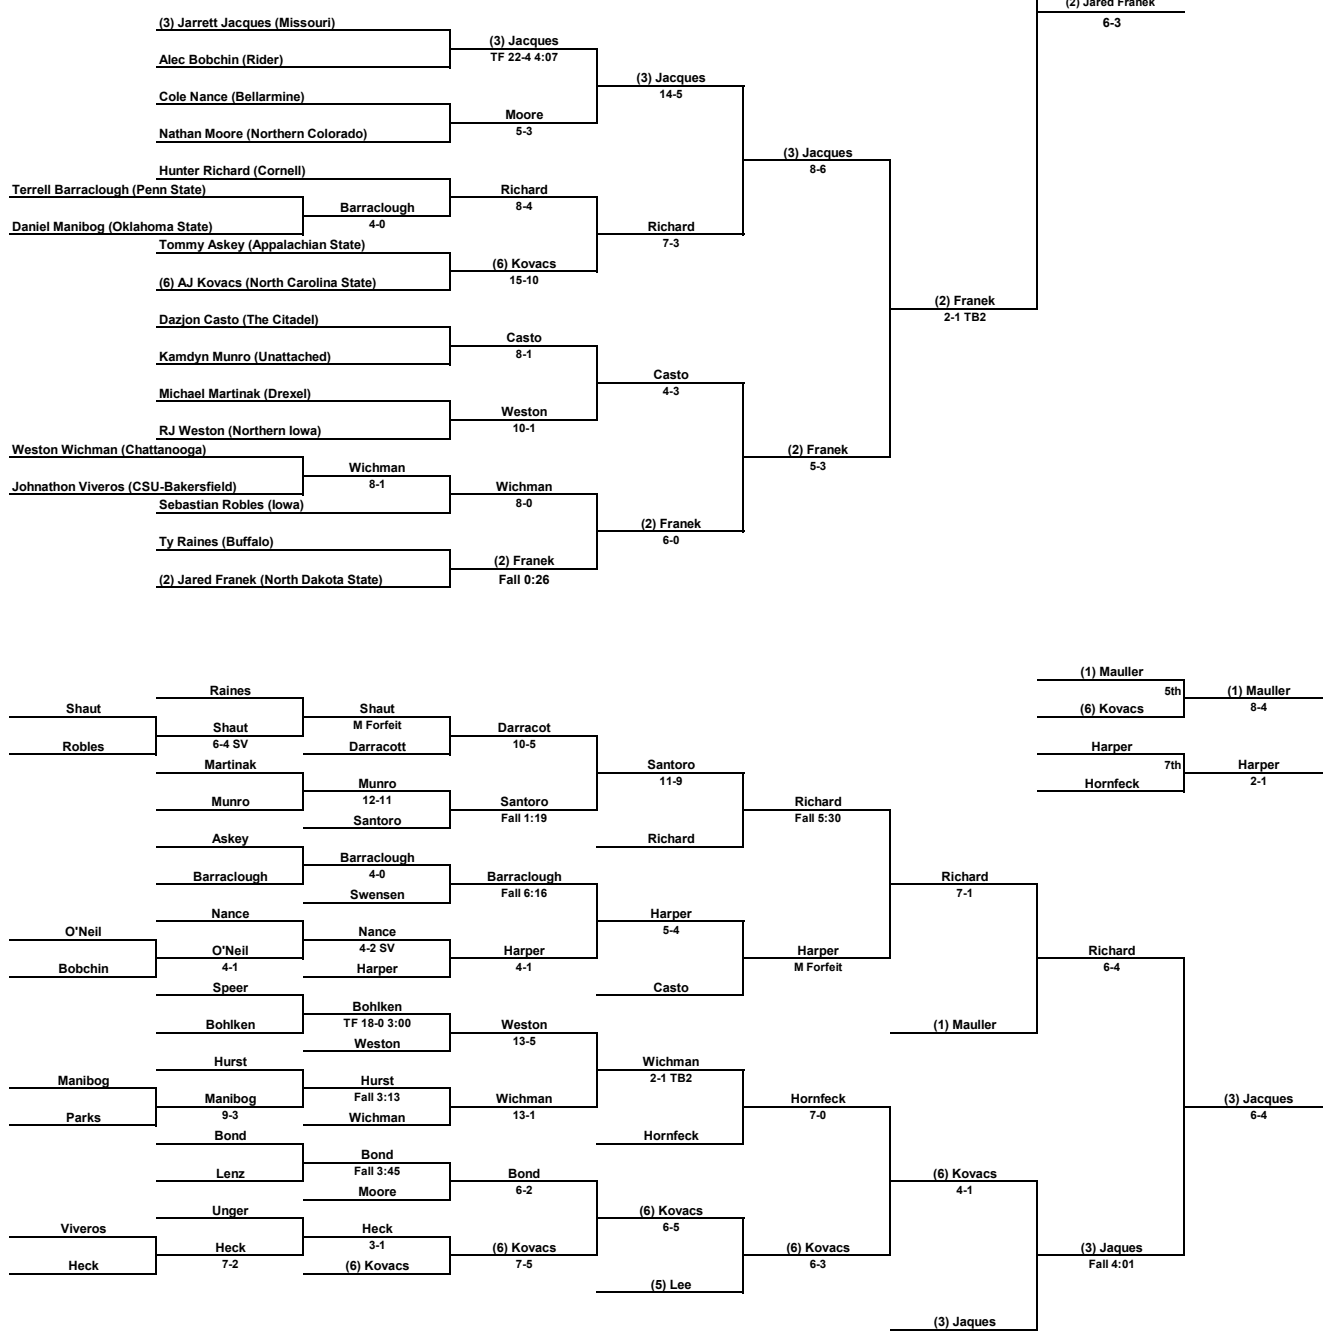 (2) Jared Franek
6-3
(3) Jarrett Jacques (Missouri)
(3) Jacques
TF 22-4 4:07
Alec Bobchin (Rider)
(3) Jacques
14-5
Cole Nance (Bellarmine)
Moore
5-3
Nathan Moore (Northern Colorado)
(3) Jacques
8-6
Hunter Richard (Cornell)
Terrell Barraclough (Penn State)
Richard
8-4
Barraclough
4-0
Daniel Manibog (Oklahoma State)
Richard
7-3
Tommy Askey (Appalachian State)
(6) Kovacs
15-10
(6) AJ Kovacs (North Carolina State)
(2) Franek
2-1 TB2
Dazjon Casto (The Citadel)
Casto
8-1
Kamdyn Munro (Unattached)
Casto
4-3
Michael Martinak (Drexel)
Weston
10-1
RJ Weston (Northern Iowa)
Weston Wichman (Chattanooga)
(2) Franek
5-3
Wichman
8-1
Johnathon Viveros (CSU-Bakersfield)
Wichman
8-0
Sebastian Robles (Iowa)
(2) Franek
6-0
Ty Raines (Buffalo)
(2) Franek
Fall 0:26
(2) Jared Franek (North Dakota State)
(1) Mauller
5th
(1) Mauller
8-4
(6) Kovacs
Harper
7th
Harper
2-1
Hornfeck
Raines
Shaut
Shaut
M Forfeit
Shaut
6-4 SV
Darracot
10-5
Robles
Darracott
Martinak
Santoro
11-9
Munro
12-11
Munro
Santoro
Fall 1:19
Richard
Fall 5:30
Santoro
Askey
Richard
Barraclough
4-0
Barraclough
Barraclough
Fall 6:16
Richard
7-1
Swensen
Nance
Harper
5-4
O'Neil
Nance
4-2 SV
O'Neil
4-1
Harper
4-1
Harper
M Forfeit
Richard
6-4
Bobchin
Harper
Speer
Casto
Bohlken
TF 18-0 3:00
Bohlken
Weston
13-5
(1) Mauller
Weston
Hurst
Wichman
2-1 TB2
Manibog
Hurst
Fall 3:13
Manibog
9-3
Wichman
13-1
Hornfeck
7-0
(3) Jacques
6-4
Parks
Wichman
Bond
Hornfeck
Bond
Fall 3:45
Lenz
Bond
6-2
(6) Kovacs
4-1
Moore
Unger
(6) Kovacs
6-5
Viveros
Heck
3-1
Heck
7-2
(6) Kovacs
7-5
(6) Kovacs
6-3
(3) Jaques
Fall 4:01
Heck
(6) Kovacs
(5) Lee
(3) Jaques